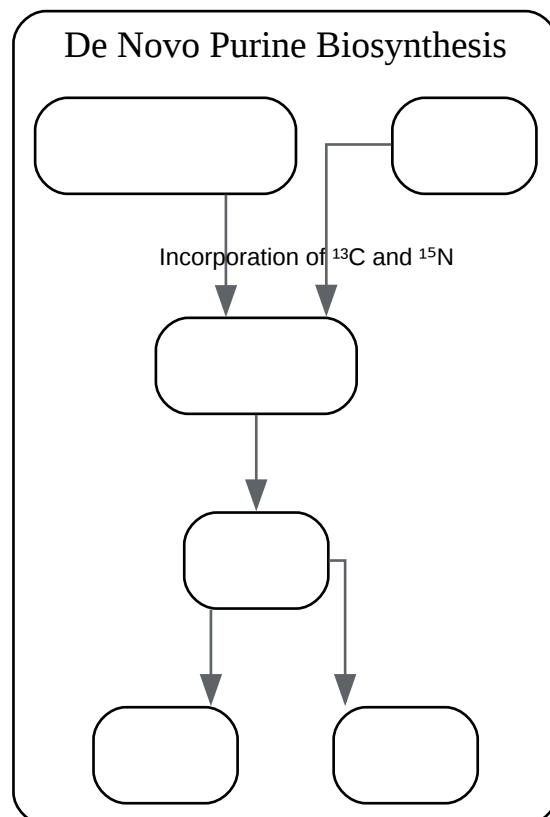 De Novo Purine Biosynthesis
Incorporation of ¹³C and ¹⁵N